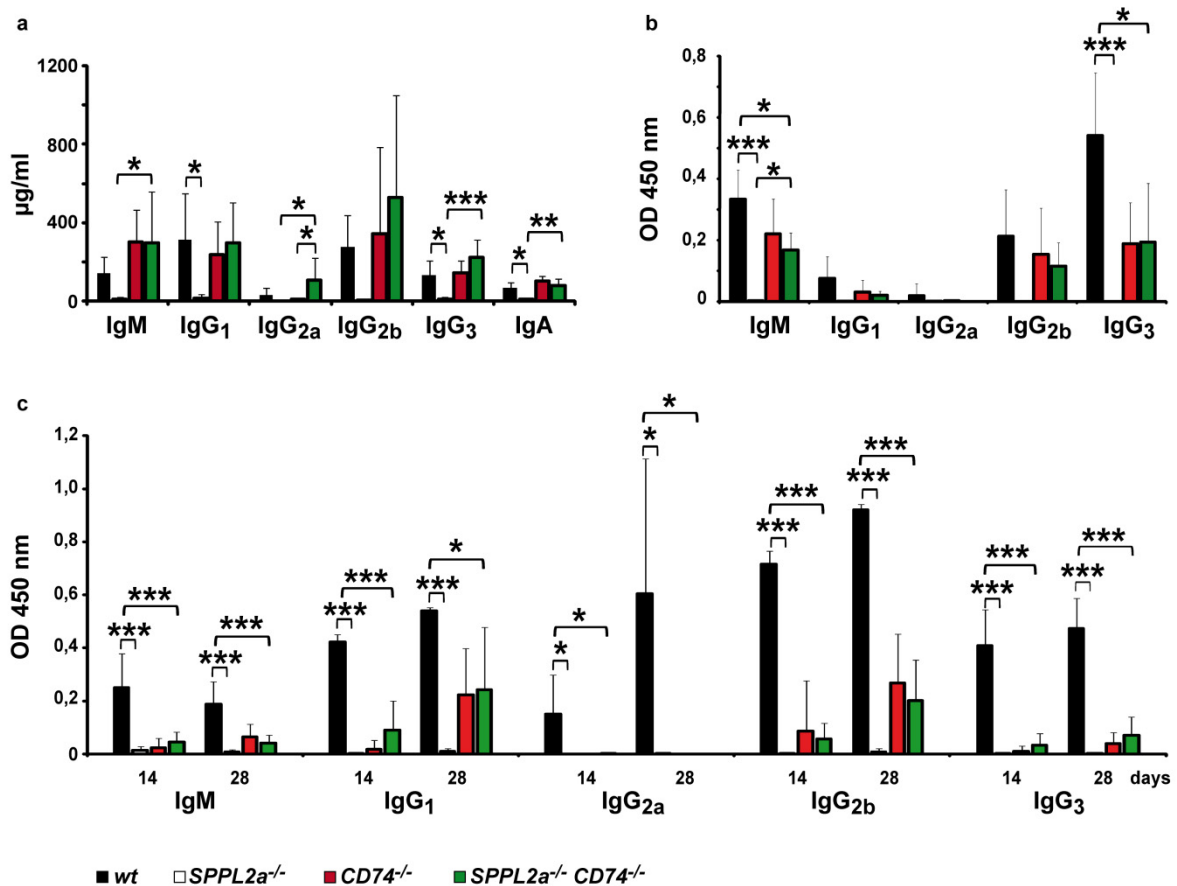 a
µg/ml
1200
800
400
0
* * * * * *** * ** *
IgM IgG1 IgG2a IgG2b IgG3 IgA
b
OD 450 nm
0,8
0,6
0,4
0,2
0
* *** * * ***
IgM IgG1 IgG2a IgG2b IgG3
c
OD 450 nm
1,2
1,0
0,8
0,6
0,4
0,2
0
*** *** *** *** *** *** * *** * * * * *** *** *** *** *** *** *** ***
14 28 14 28 14 28 14 28 14 28 days
IgM IgG1 IgG2a IgG2b IgG3
wt SPPL2a-/- CD74-/- SPPL2a-/- CD74-/-